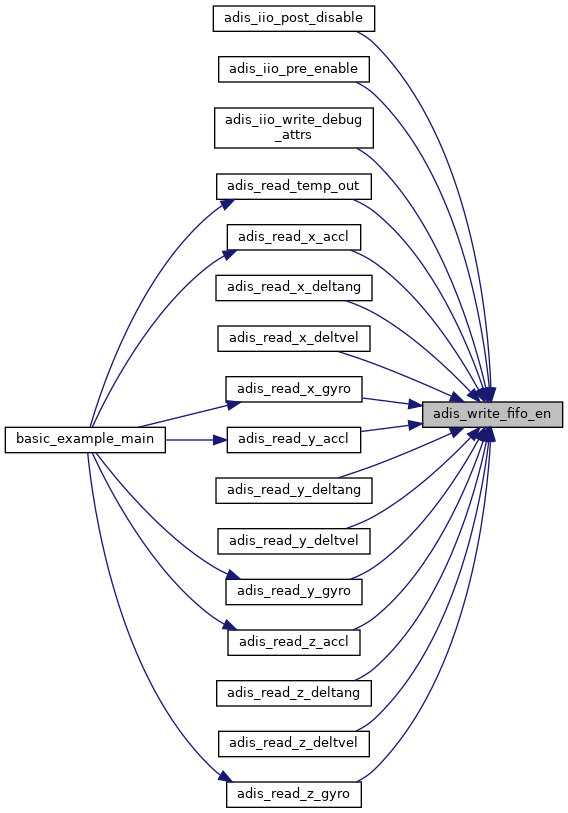 adis_iio_post_disable
adis_iio_pre_enable
adis_iio_write_debug
_attrs
adis_read_temp_out
adis_read_x_accl
adis_read_x_deltang
adis_read_x_deltvel
adis_read_x_gyro
adis_write_fifo_en
basic_example_main
adis_read_y_accl
adis_read_y_deltang
adis_read_y_deltvel
adis_read_y_gyro
adis_read_z_accl
adis_read_z_deltang
adis_read_z_deltvel
adis_read_z_gyro